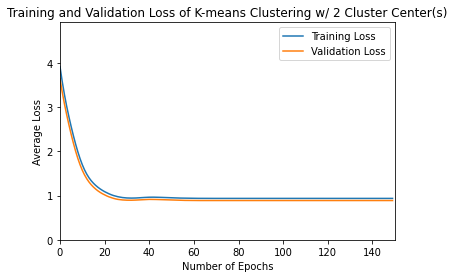 Training and Validation Loss of K-means Clustering w/ 2 Cluster Center(s)
Training Loss
Validation Loss
Average Loss
4
3
2
1
0
0 20 40 60 80 100 120 140
Number of Epochs